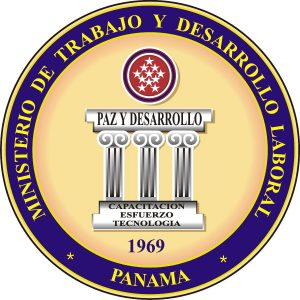 MINISTERIO DE TRABAJO Y DESARROLLO LABORAL
PAZ Y DESARROLLO
CAPACITACION
ESFUERZO
TECNOLOGIA
1969
* PANAMA *